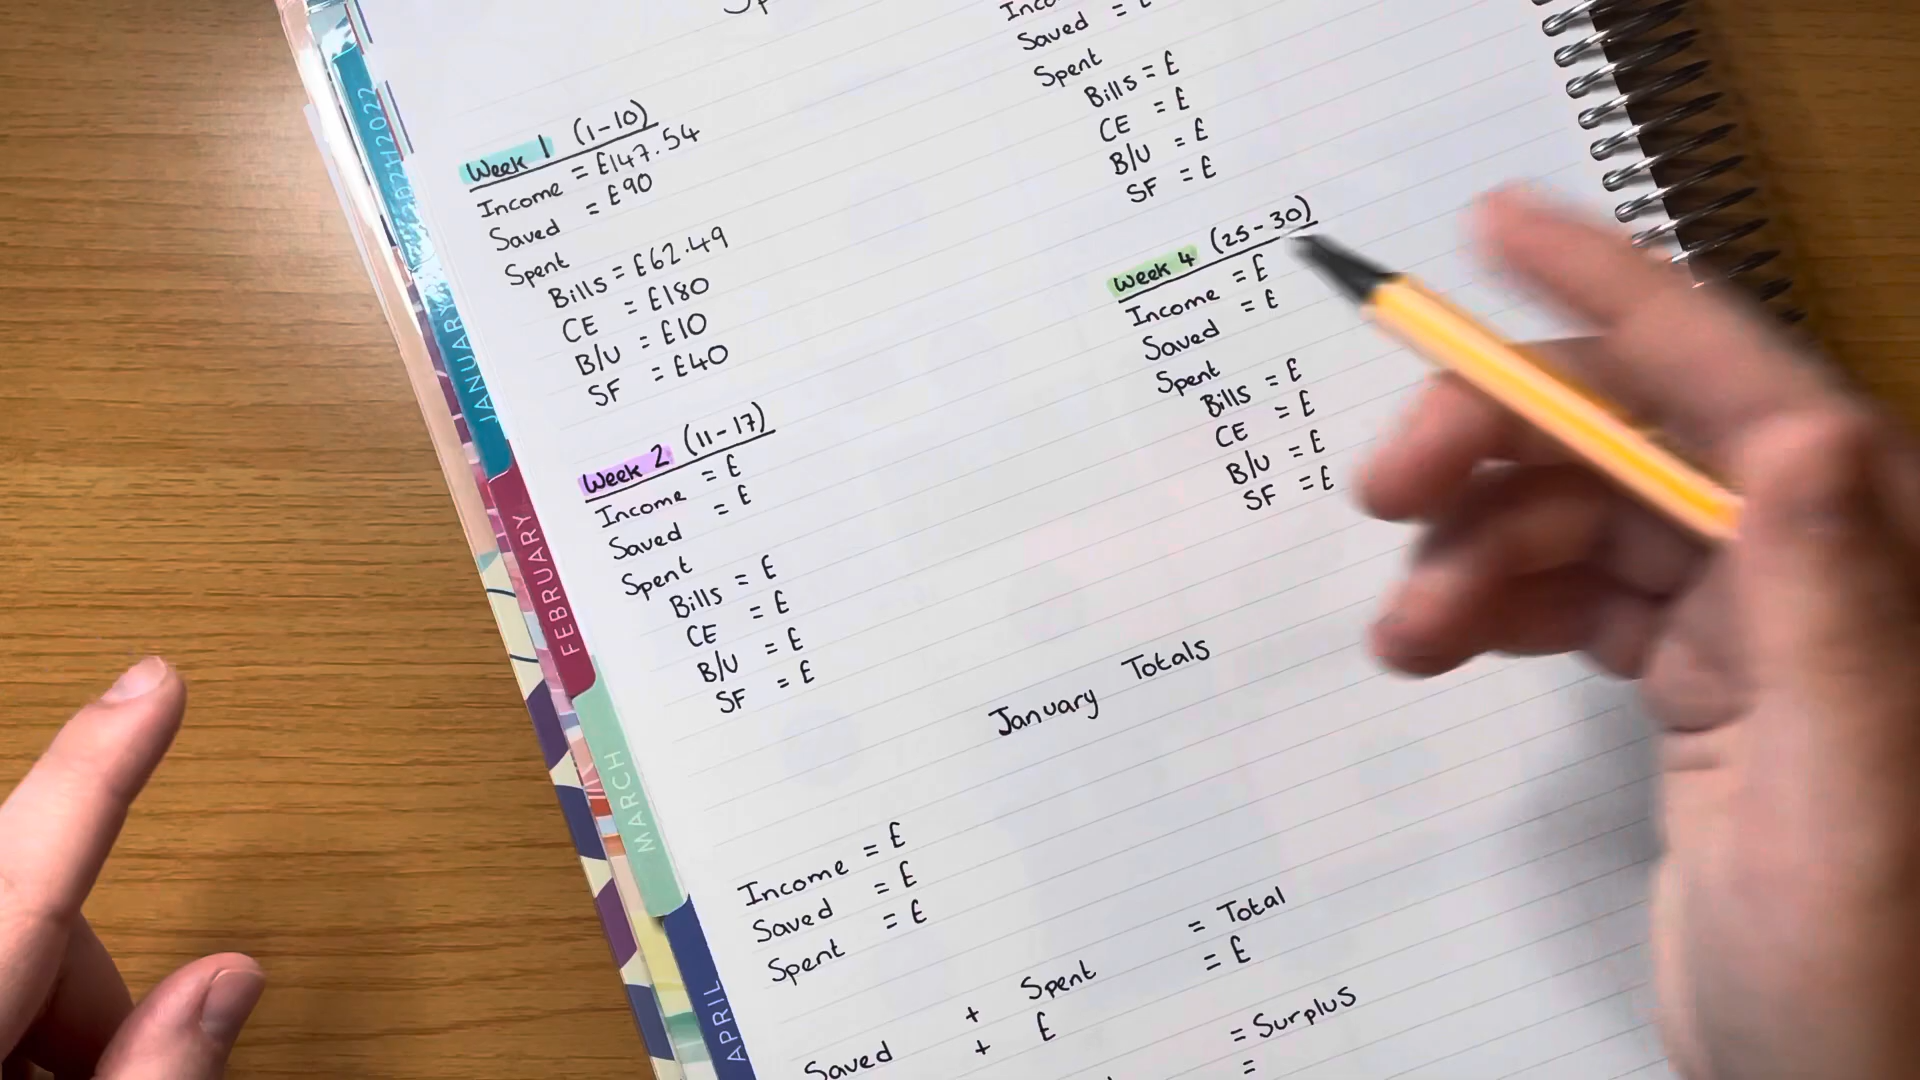 Week 1 (1-10)
Income = £147.54
Saved = £90
Spent
Bills = £62.49
CE = £180
B/U = £10
SF = £40
Week 2 (11-17)
Income = £
Saved = £
Spent
Bills = £
CE = £
B/U = £
SF = £
Saved = £
Spent
Bills = £
CE = £
B/U = £
SF = £
Week 4 (25-30)
Income = £
Saved = £
Spent
Bills = £
CE = £
B/U = £
SF = £
January Totals
Income = £
Saved = £
Spent = £
Saved + Spent = Total
+ £ = £
= Surplus
=
2021/2022
JANUARY
FEBRUARY
MARCH
APRIL